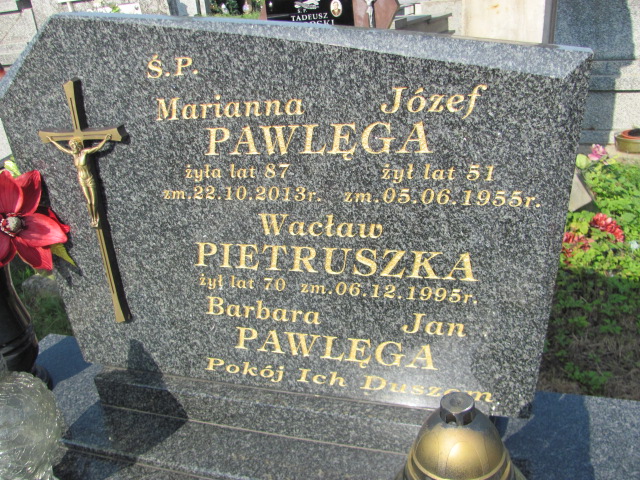 TADEUSZ
Ś.P.
Marianna Józef
PAWLĘGA
żyła lat 87 żył lat 51
zm.22.10.2013r. zm.05.06.1955r.
Wacław
PIETRUSZKA
żył lat 70 zm.06.12.1995r.
Barbara Jan
PAWLĘGA
Pokój Ich Duszom